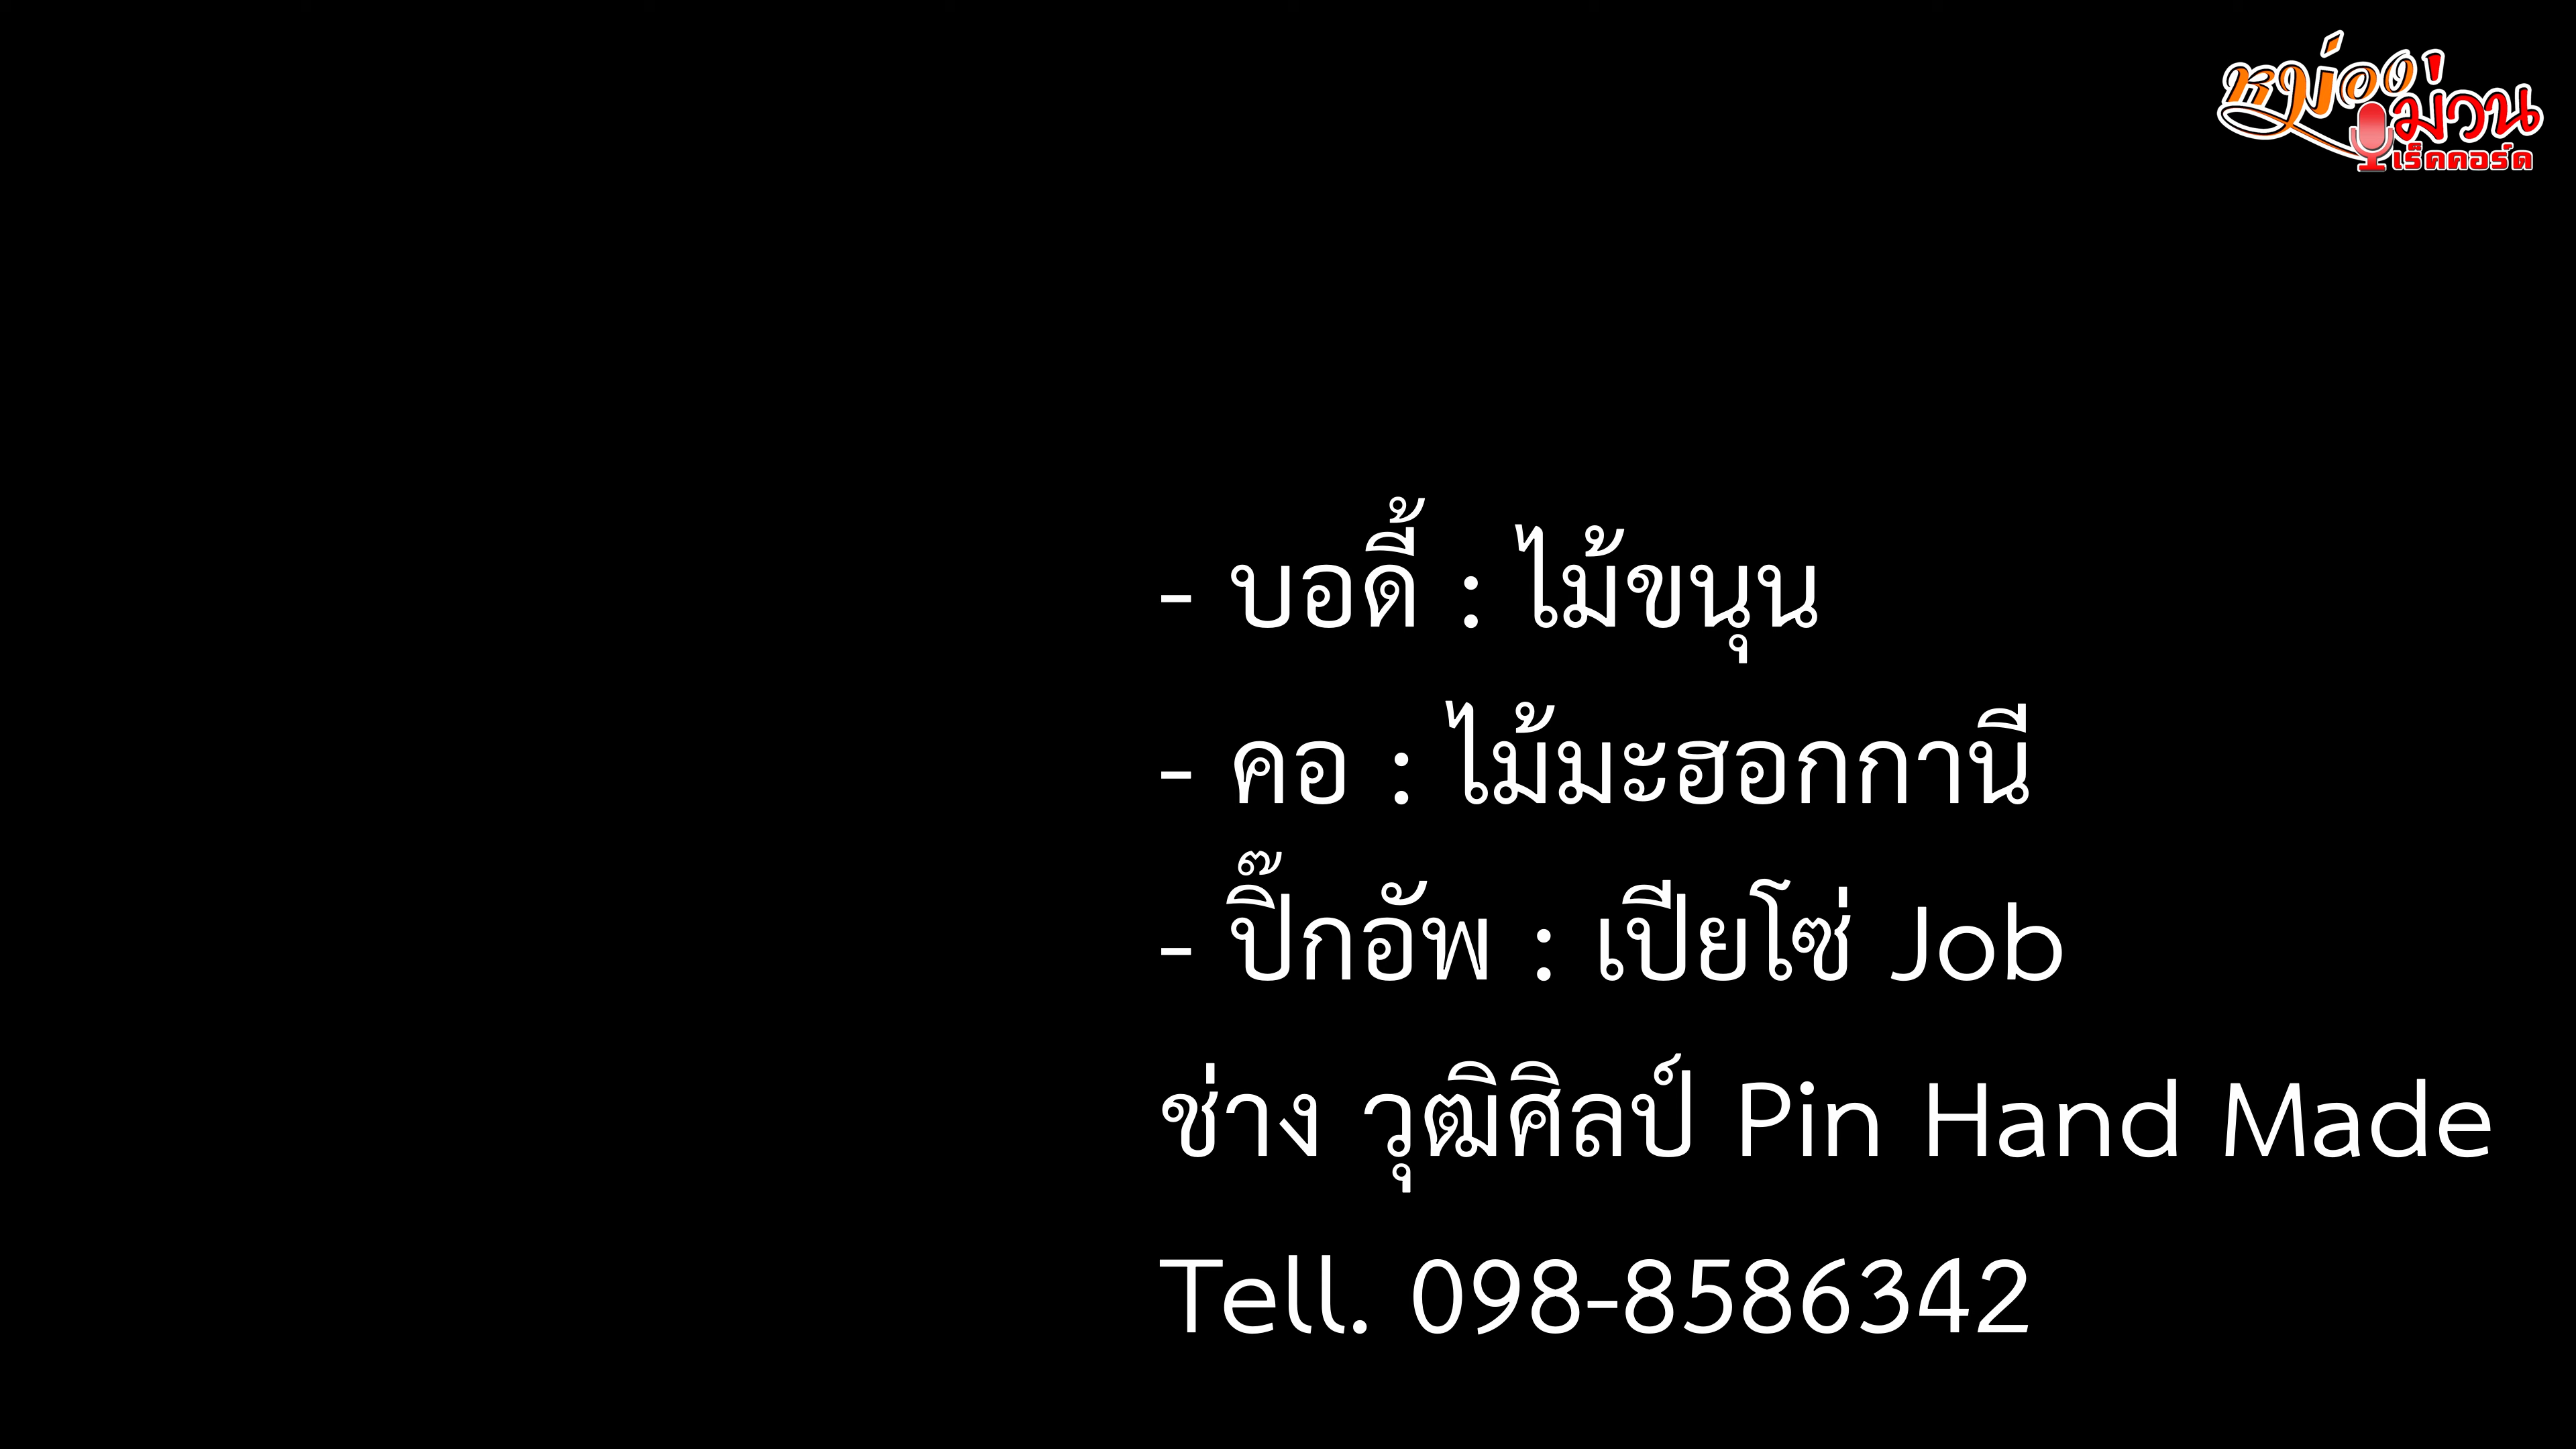 หม่อง
ม่วน
เร็คคอร์ด
- บอดี้ : ไม้ขนุน
- คอ : ไม้มะฮอกกานี
- ปิ๊กอัพ : เปียโซ่ Job
ช่าง วุฒิศิลป์ Pin Hand Made
Tell. 098-8586342